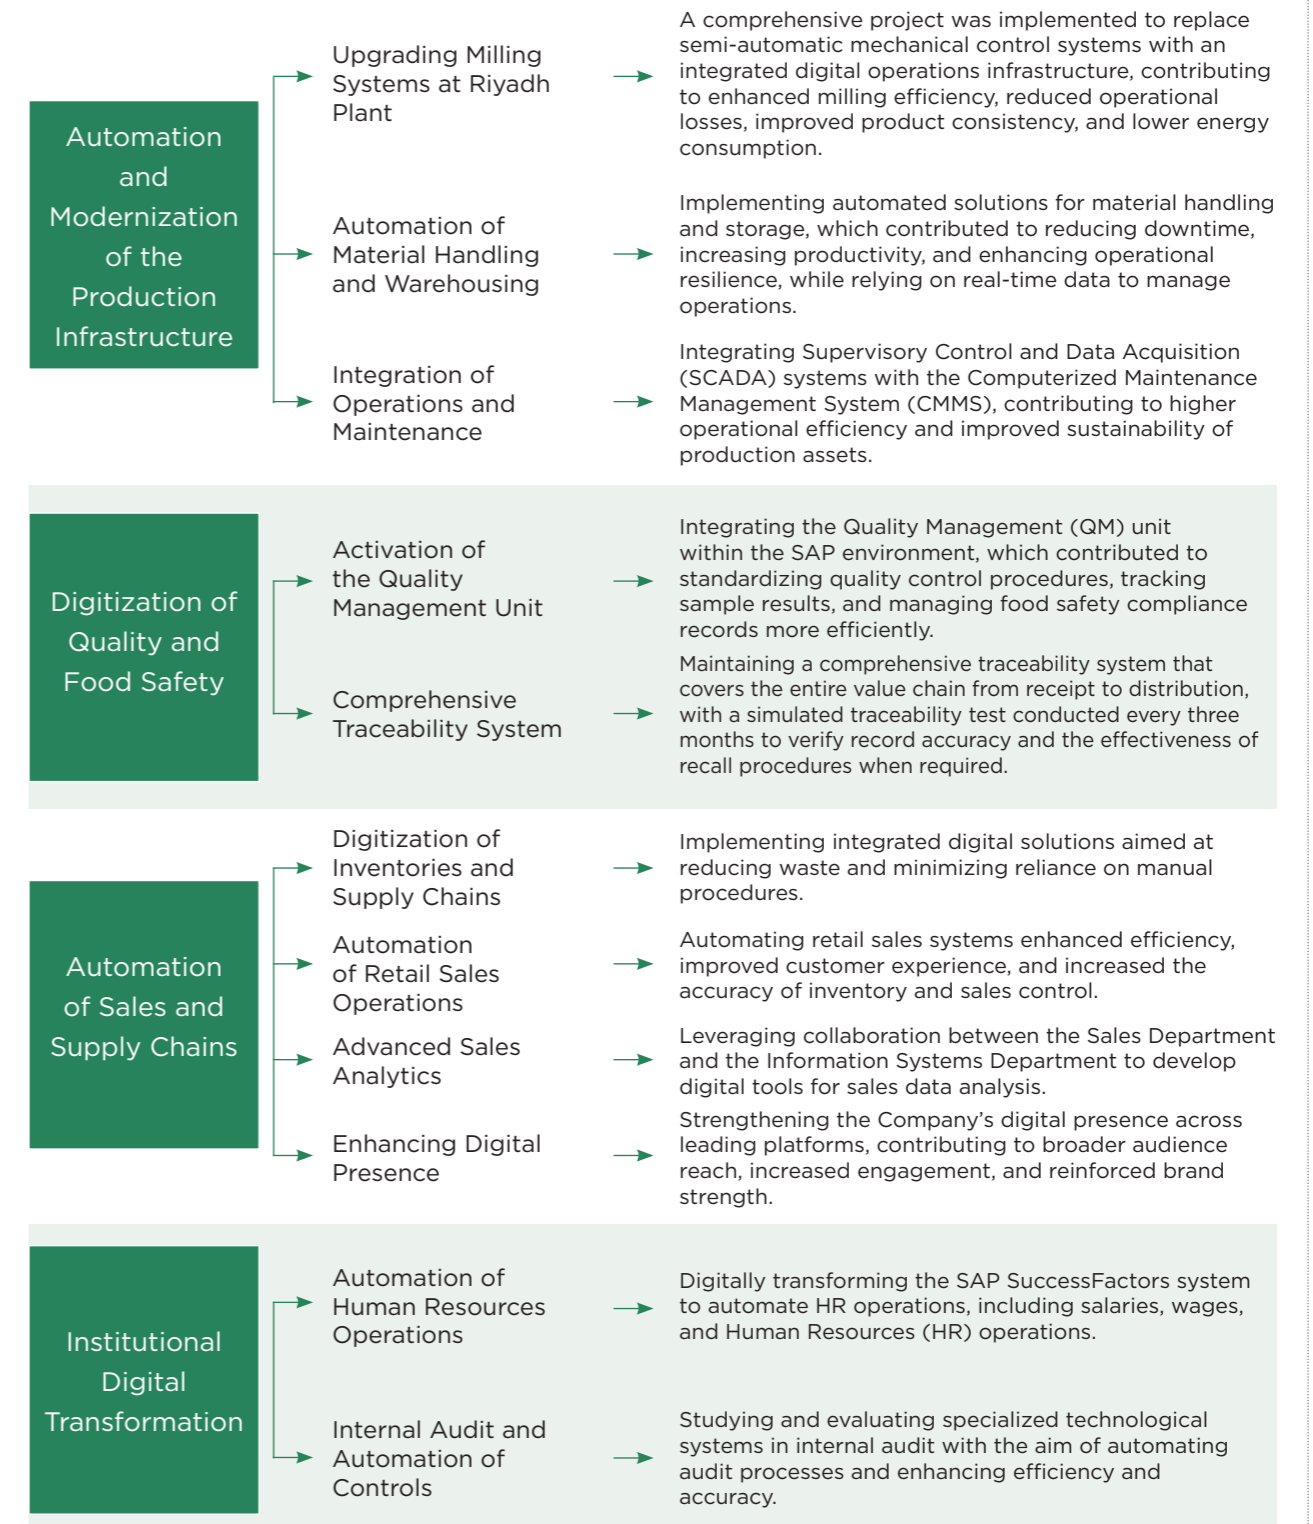 Automation
and
Modernization
of the
Production
Infrastructure
Upgrading Milling
Systems at Riyadh
Plant
A comprehensive project was implemented to replace
semi-automatic mechanical control systems with an
integrated digital operations infrastructure, contributing
to enhanced milling efficiency, reduced operational
losses, improved product consistency, and lower energy
consumption.
Automation of
Material Handling
and Warehousing
Implementing automated solutions for material handling
and storage, which contributed to reducing downtime,
increasing productivity, and enhancing operational
resilience, while relying on real-time data to manage
operations.
Integration of
Operations and
Maintenance
Integrating Supervisory Control and Data Acquisition
(SCADA) systems with the Computerized Maintenance
Management System (CMMS), contributing to higher
operational efficiency and improved sustainability of
production assets.
Digitization of
Quality and
Food Safety
Activation of
the Quality
Management Unit
Integrating the Quality Management (QM) unit
within the SAP environment, which contributed to
standardizing quality control procedures, tracking
sample results, and managing food safety compliance
records more efficiently.
Comprehensive
Traceability System
Maintaining a comprehensive traceability system that
covers the entire value chain from receipt to distribution,
with a simulated traceability test conducted every three
months to verify record accuracy and the effectiveness of
recall procedures when required.
Automation
of Sales and
Supply Chains
Digitization of
Inventories and
Supply Chains
Implementing integrated digital solutions aimed at
reducing waste and minimizing reliance on manual
procedures.
Automation
of Retail Sales
Operations
Automating retail sales systems enhanced efficiency,
improved customer experience, and increased the
accuracy of inventory and sales control.
Advanced Sales
Analytics
Leveraging collaboration between the Sales Department
and the Information Systems Department to develop
digital tools for sales data analysis.
Enhancing Digital
Presence
Strengthening the Company’s digital presence across
leading platforms, contributing to broader audience
reach, increased engagement, and reinforced brand
strength.
Institutional
Digital
Transformation
Automation of
Human Resources
Operations
Digitally transforming the SAP SuccessFactors system
to automate HR operations, including salaries, wages,
and Human Resources (HR) operations.
Internal Audit and
Automation of
Controls
Studying and evaluating specialized technological
systems in internal audit with the aim of automating
audit processes and enhancing efficiency and
accuracy.